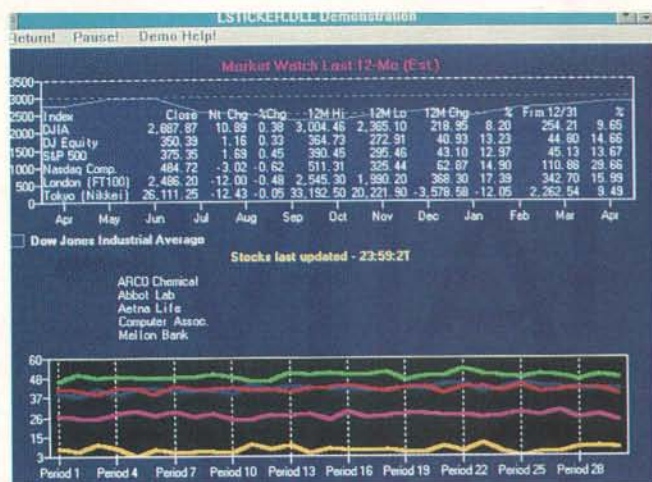 LSTICKER.DLL Demonstration
Return! Pause! Demo Help!
Market Watch Last 12-Mo (Est.)
3500
3000
2500
2000
1500
1000
500
0
Index Close Nt Chg %Chg 12M Hi 12M Lo 12M Chg % Frm 12/31 %
DJIA 2,887.87 10.89 0.38 3,004.46 2,365.10 218.95 8.20 254.21 9.65
DJ Equity 350.39 1.16 0.33 364.73 272.91 40.93 13.23 44.80 14.66
S&P 500 375.35 1.69 0.45 390.45 295.46 43.10 12.97 45.13 13.67
Nasdaq Comp. 484.72 -3.02 -0.62 511.31 325.44 62.87 14.90 110.88 29.66
London (FT100) 2,486.20 -12.00 -0.48 2,545.30 1,990.20 368.30 17.39 342.70 15.99
Tokyo (Nikkei) 26,111.25 -12.43 -0.05 33,192.50 20,221.90 -3,578.58 -12.05 2,262.54 9.49
Apr May Jun Jul Aug Sep Oct Nov Dec Jan Feb Mar Apr
Dow Jones Industrial Average
Stocks last updated - 23:59:2T
ARCO Chemical
Abbot Lab
Aetna Life
Computer Assoc.
Mellon Bank
60
48
37
26
15
3
Period 1 Period 4 Period 7 Period 10 Period 13 Period 16 Period 19 Period 22 Period 25 Period 28